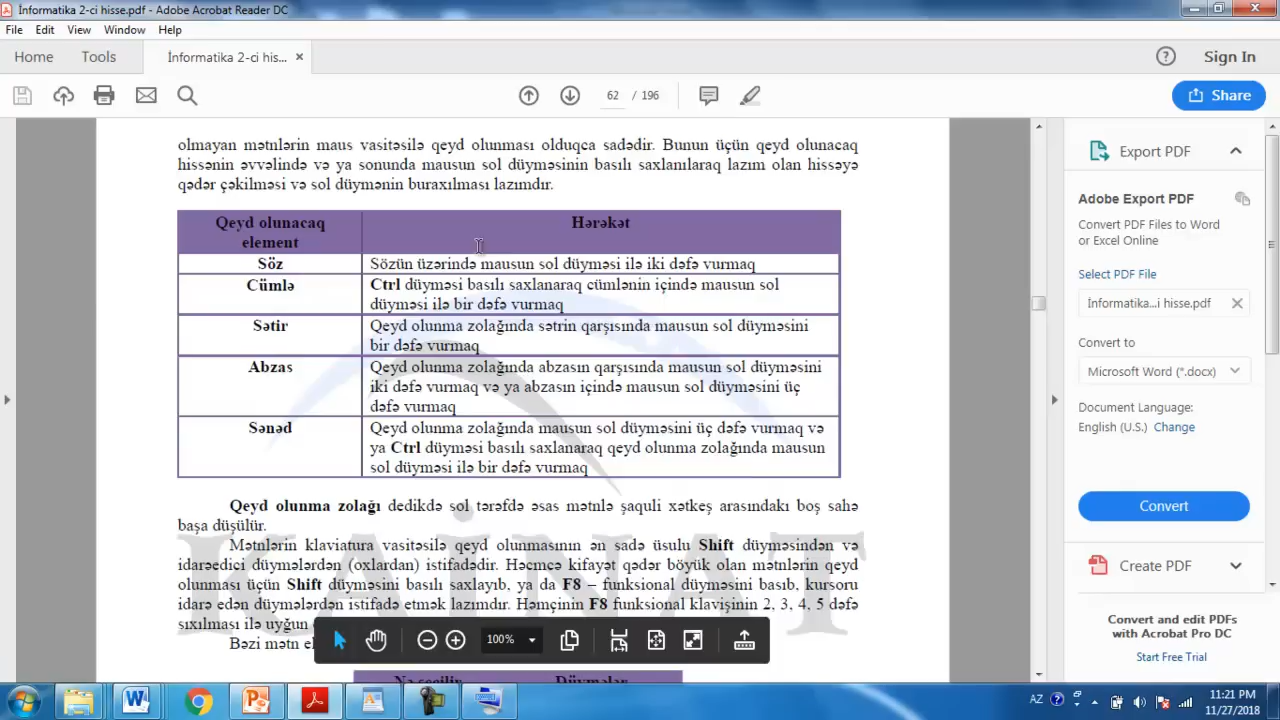 İnformatika 2-ci hisse.pdf - Adobe Acrobat Reader DC
File Edit View Window Help
Home Tools İnformatika 2-ci his... × Sign In
62 / 196 Share
olmayan mətnlərin maus vasitəsilə qeyd olunması olduqca sadədir. Bunun üçün qeyd olunacaq
hissənin əvvəlində və ya sonunda mausun sol düyməsinin basılı saxlanılaraq lazım olan hissəyə
qədər çəkilməsi və sol düymənin buraxılması lazımdır.
Qeyd olunacaq element Hərəkət
Söz Sözün üzərində mausun sol düyməsi ilə iki dəfə vurmaq
Cümlə Ctrl düyməsi basılı saxlanaraq cümlənin içində mausun sol
düyməsi ilə bir dəfə vurmaq
Sətir Qeyd olunma zolağında sətrin qarşısında mausun sol düyməsini
bir dəfə vurmaq
Abzas Qeyd olunma zolağında abzasın qarşısında mausun sol düyməsini
iki dəfə vurmaq və ya abzasın içində mausun sol düyməsini üç
dəfə vurmaq
Sənəd Qeyd olunma zolağında mausun sol düyməsini üç dəfə vurmaq və
ya Ctrl düyməsi basılı saxlanaraq qeyd olunma zolağında mausun
sol düyməsi ilə bir dəfə vurmaq
Qeyd olunma zolağı dedikdə sol tərəfdə əsas mətnlə şaquli xətkeş arasındakı boş sahə
başa düşülür.
Mətnlərin klaviatura vasitəsilə qeyd olunmasının ən sadə üsulu Shift düyməsindən və
idarəedici düymələrdən (oxlardan) istifadədir. Həcmcə kifayət qədər böyük olan mətnlərin qeyd
olunması üçün Shift düyməsini basılı saxlayıb, ya da F8 – funksional düyməsini basıb, kursoru
idarə edən düymələrdən istifadə etmək lazımdır. Həmçinin F8 funksional klavişinin 2, 3, 4, 5 dəfə
sıxılması ilə uyğun
Bəzi mətn
Nə seçilir Düymələr
KAİNAT
100%
Export PDF
Adobe Export PDF
Convert PDF Files to Word
or Excel Online
Select PDF File
İnformatika...i hisse.pdf ×
Convert to
Microsoft Word (*.docx)
Document Language:
English (U.S.) Change
Convert
Create PDF
Convert and edit PDFs
with Acrobat Pro DC
Start Free Trial
AZ 11:21 PM
11/27/2018